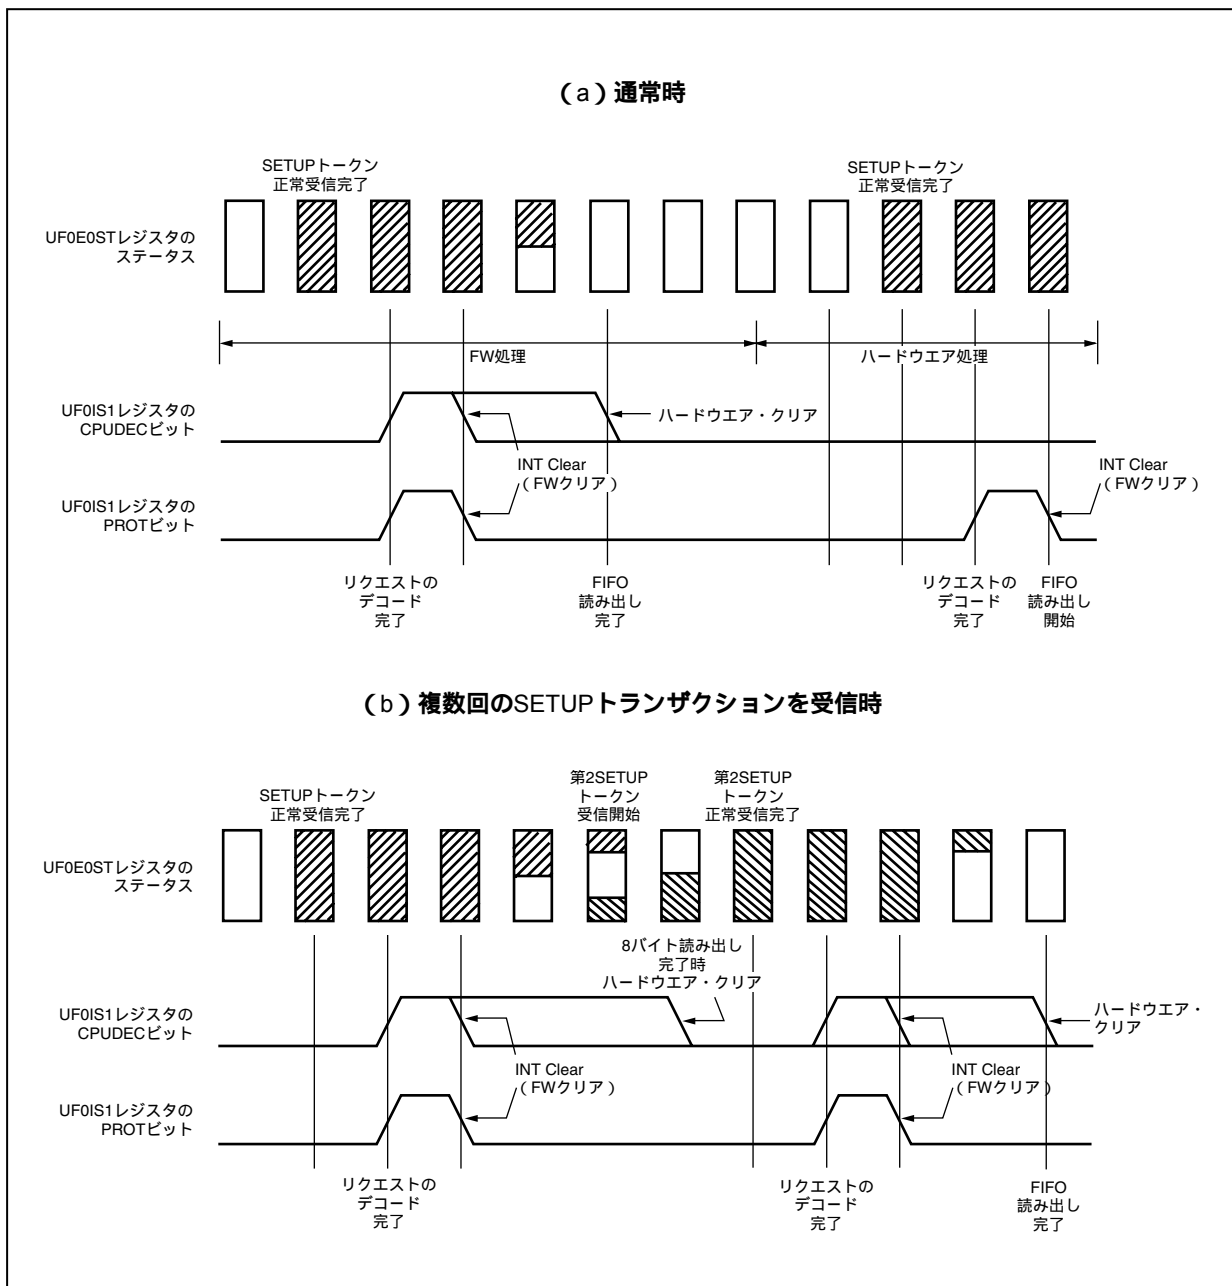 (a)通常時
SETUPトークン
正常受信完了
SETUPトークン
正常受信完了
UF0E0STレジスタの
ステータス
FW処理
ハードウエア処理
UF0IS1レジスタの
CPUDECビット
ハードウエア・クリア
INT Clear
(FWクリア)
INT Clear
(FWクリア)
UF0IS1レジスタの
PROTビット
リクエストの
デコード
完了
FIFO
読み出し
完了
リクエストの
デコード
完了
FIFO
読み出し
開始
(b)複数回のSETUPトランザクションを受信時
SETUPトークン
正常受信完了
第2SETUP
トークン
受信開始
第2SETUP
トークン
正常受信完了
UF0E0STレジスタの
ステータス
8バイト読み出し
完了時
ハードウエア・クリア
UF0IS1レジスタの
CPUDECビット
ハードウエア・
クリア
INT Clear
(FWクリア)
INT Clear
(FWクリア)
UF0IS1レジスタの
PROTビット
リクエストの
デコード
完了
リクエストの
デコード
完了
FIFO
読み出し
完了